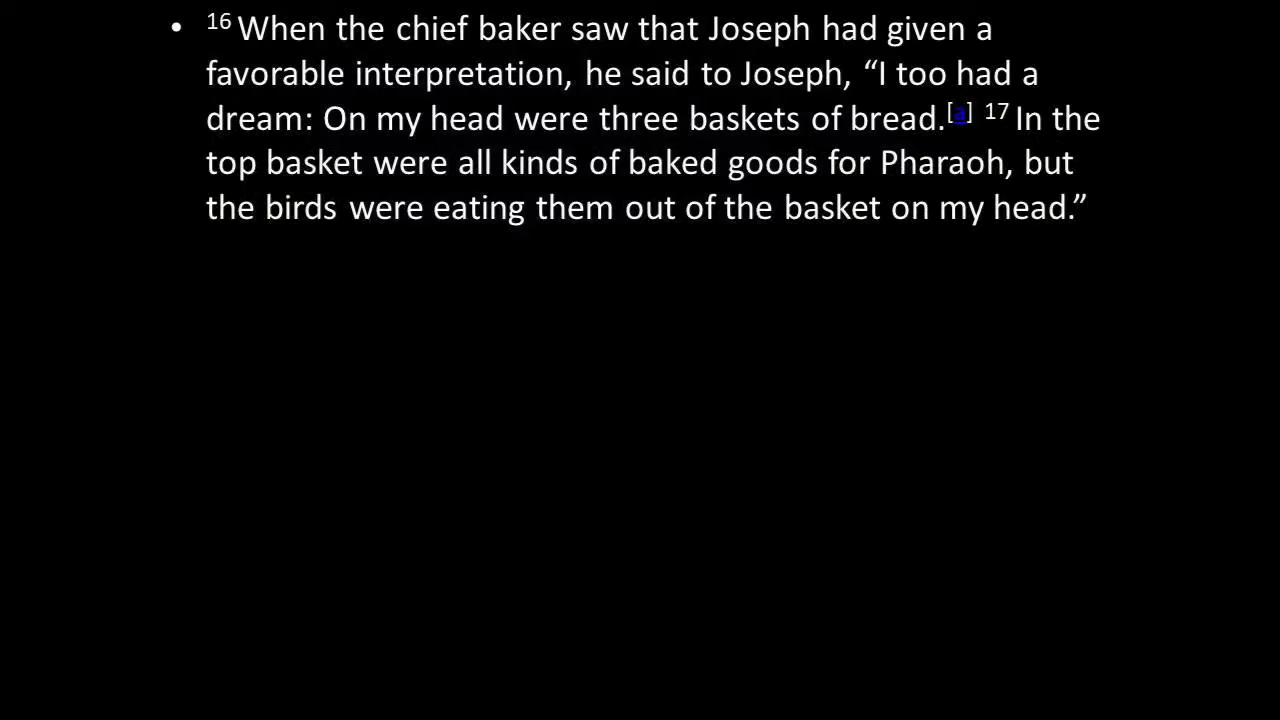 • 16 When the chief baker saw that Joseph had given a
favorable interpretation, he said to Joseph, “I too had a
dream: On my head were three baskets of bread.[a] 17 In the
top basket were all kinds of baked goods for Pharaoh, but
the birds were eating them out of the basket on my head.”